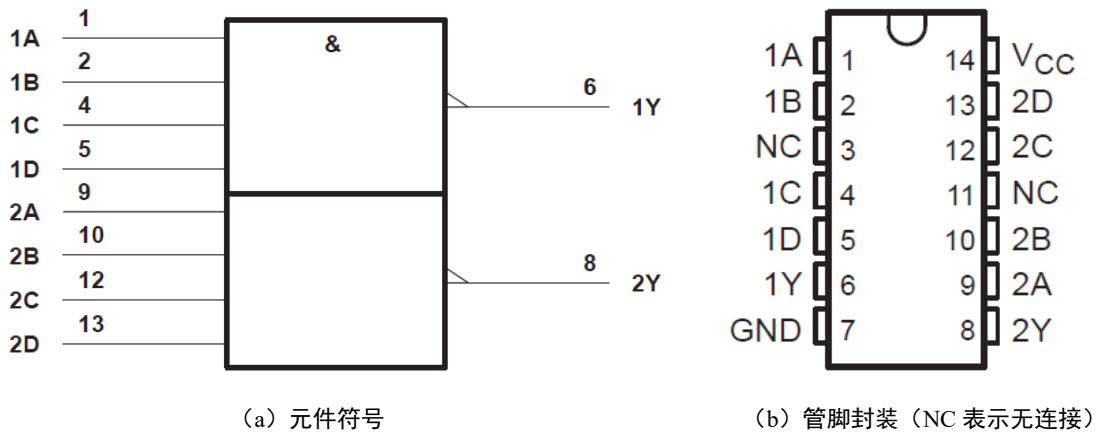 1A 1
1B 2
1C 4
1D 5
2A 9
2B 10
2C 12
2D 13
&
6 1Y
8 2Y
1A 1 14 VCC
1B 2 13 2D
NC 3 12 2C
1C 4 11 NC
1D 5 10 2B
1Y 6 9 2A
GND 7 8 2Y
（a）元件符号
（b）管脚封装（NC 表示无连接）